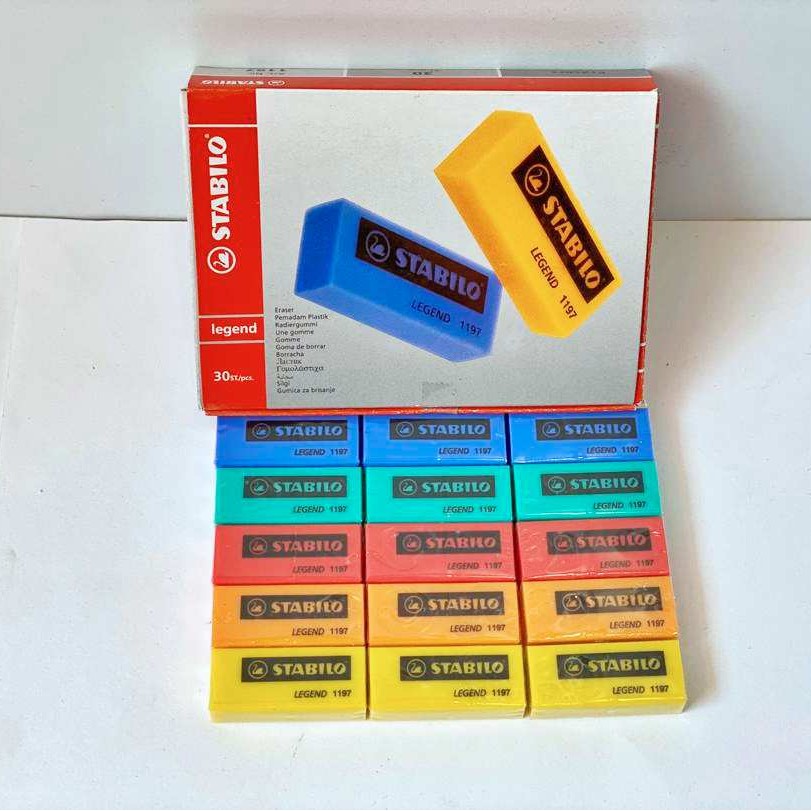 STABILO®
legend
30ST./pcs.
STABILO®
LEGEND 1197
STABILO®
LEGEND 1197
Eraser
Pemadam Plastik
Radiergummi
Une gomme
Gomme
Goma de borrar
Borracha
Ластик
Γομολάστιχα
Silgi
Gumica za brisanje
STABILO® STABILO® STABILO®
LEGEND 1197 LEGEND 1197 LEGEND 1197
STABILO® STABILO® STABILO®
LEGEND 1197 LEGEND 1197 LEGEND 1197
STABILO® STABILO® STABILO®
LEGEND 1197 LEGEND 1197 LEGEND 1197
STABILO® STABILO® STABILO®
LEGEND 1197 LEGEND 1197 LEGEND 1197
STABILO® STABILO® STABILO®
LEGEND 1197 LEGEND 1197 LEGEND 1197